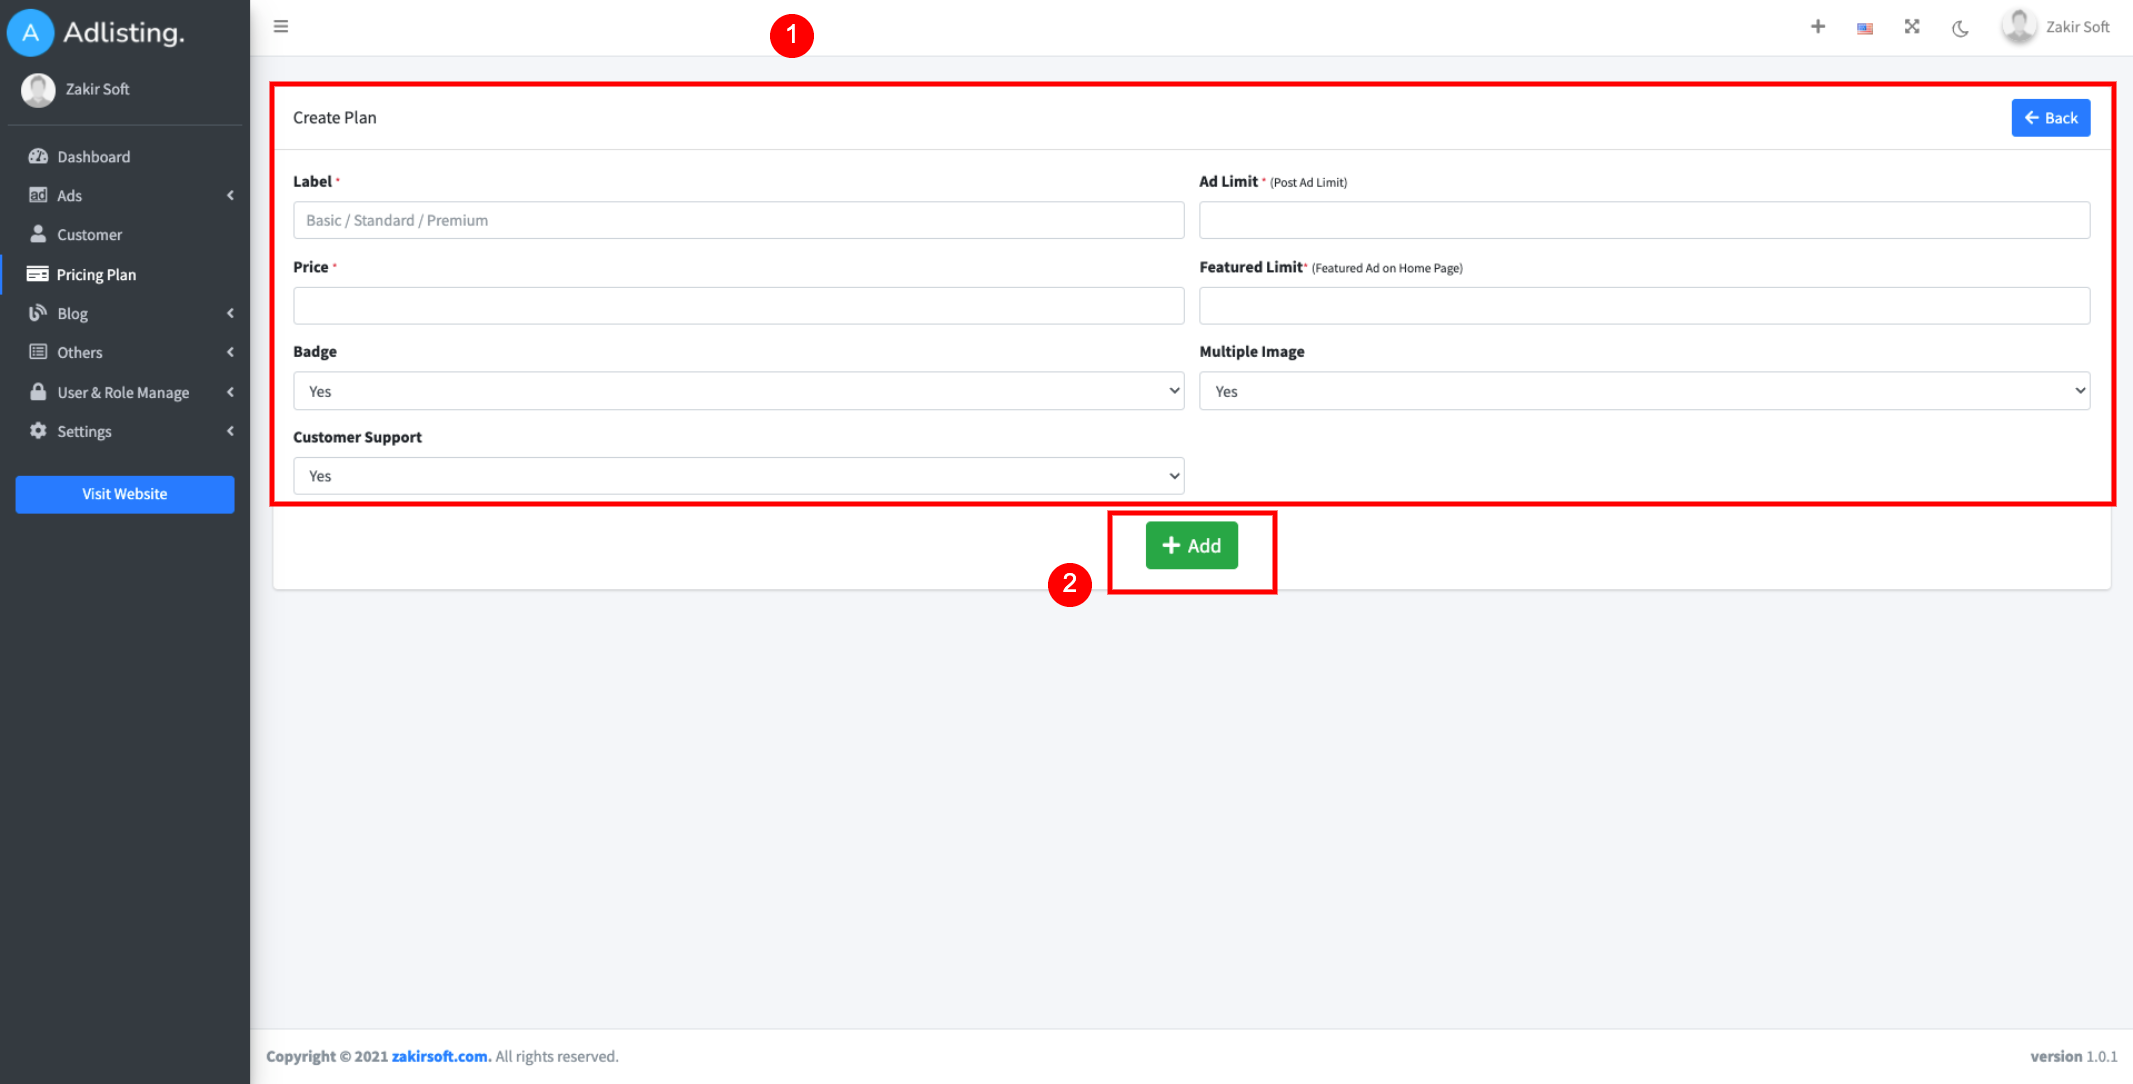 A Adlisting.
Zakir Soft
Dashboard
ad Ads
Customer
Pricing Plan
Blog
Others
User & Role Manage
Settings
Visit Website
1
Zakir Soft
Create Plan
Back
Label *
Basic / Standard / Premium
Ad Limit * (Post Ad Limit)
Price *
Featured Limit* (Featured Ad on Home Page)
Badge
Yes
Multiple Image
Yes
Customer Support
Yes
Add
2
Copyright © 2021 zakirsoft.com. All rights reserved.
version 1.0.1